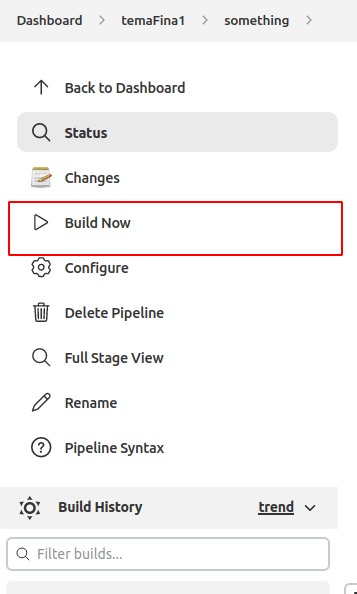 Dashboard > temaFina1 > something >
Back to Dashboard
Status
Changes
Build Now
Configure
Delete Pipeline
Full Stage View
Rename
Pipeline Syntax
Build History trend
Filter builds...